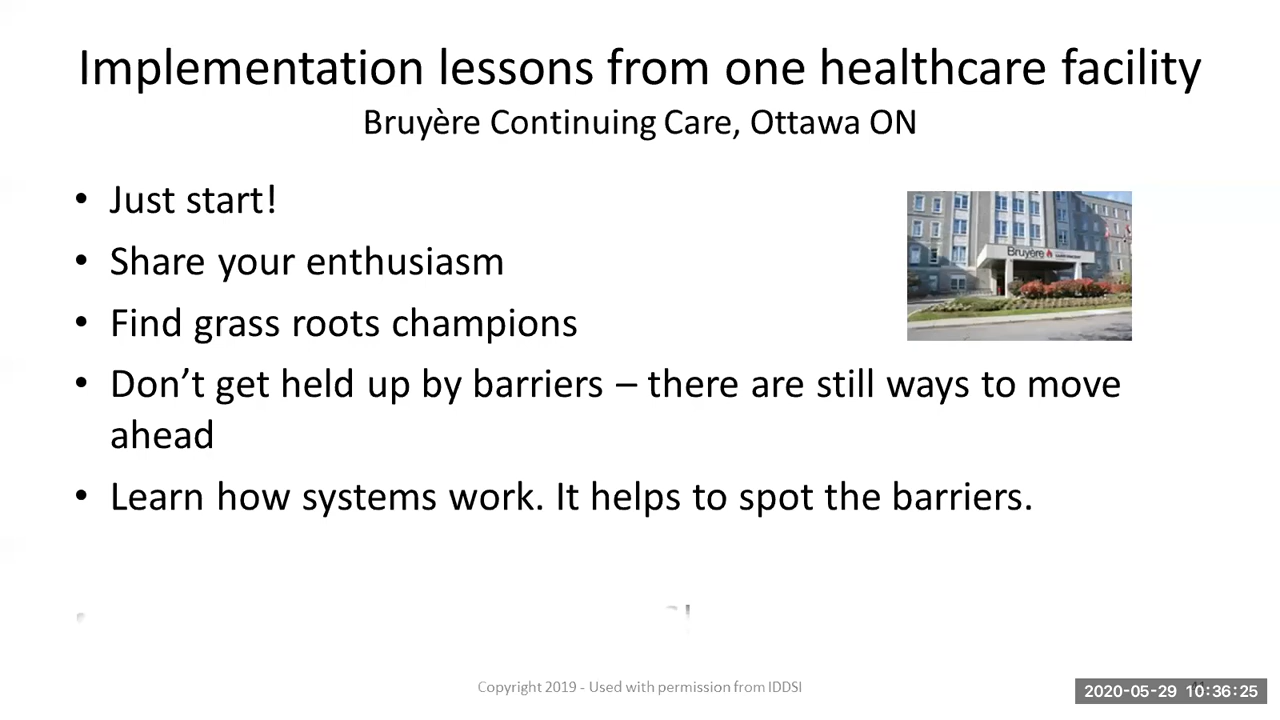 Implementation lessons from one healthcare facility
Bruyère Continuing Care, Ottawa ON
• Just start!
• Share your enthusiasm
• Find grass roots champions
Bruyère
• Don’t get held up by barriers – there are still ways to move
ahead
• Learn how systems work. It helps to spot the barriers.
Copyright 2019 - Used with permission from IDDSI
2020-05-29 10:36:25